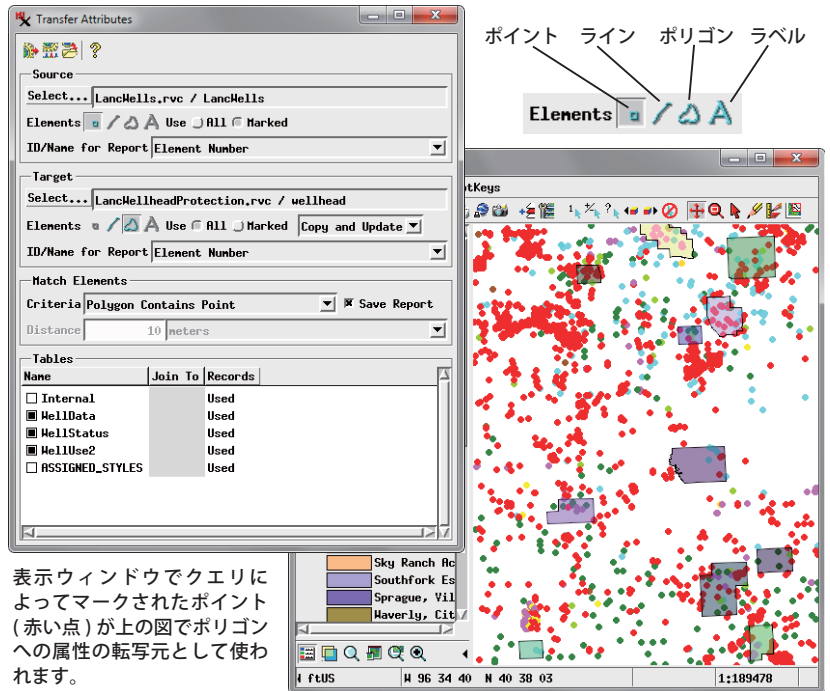 Transfer Attributes
Source
Select... LancWells.rvc / LancWells
Elements Use All Marked
ID/Name for Report Element Number
Target
Select... LancWellheadProtection.rvc / wellhead
Elements Use All Marked Copy and Update
ID/Name for Report Element Number
Match Elements
Criteria Polygon Contains Point Save Report
Distance 10 meters
Tables
Name Join To Records
Internal Used
WellData Used
WellStatus Used
WellUse2 Used
ASSIGNED_STYLES Used
ポイント ライン ポリゴン ラベル
Elements
tKeys
Sky Ranch Ac
Southfork Es
Sprague, Vil
Waverly, Cit
ftUS W 96 34 40 N 40 38 03 1:189478
表示ウィンドウでクエリに
よってマークされたポイント
(赤い点)が上の図でポリゴン
への属性の転写元として使わ
れます。